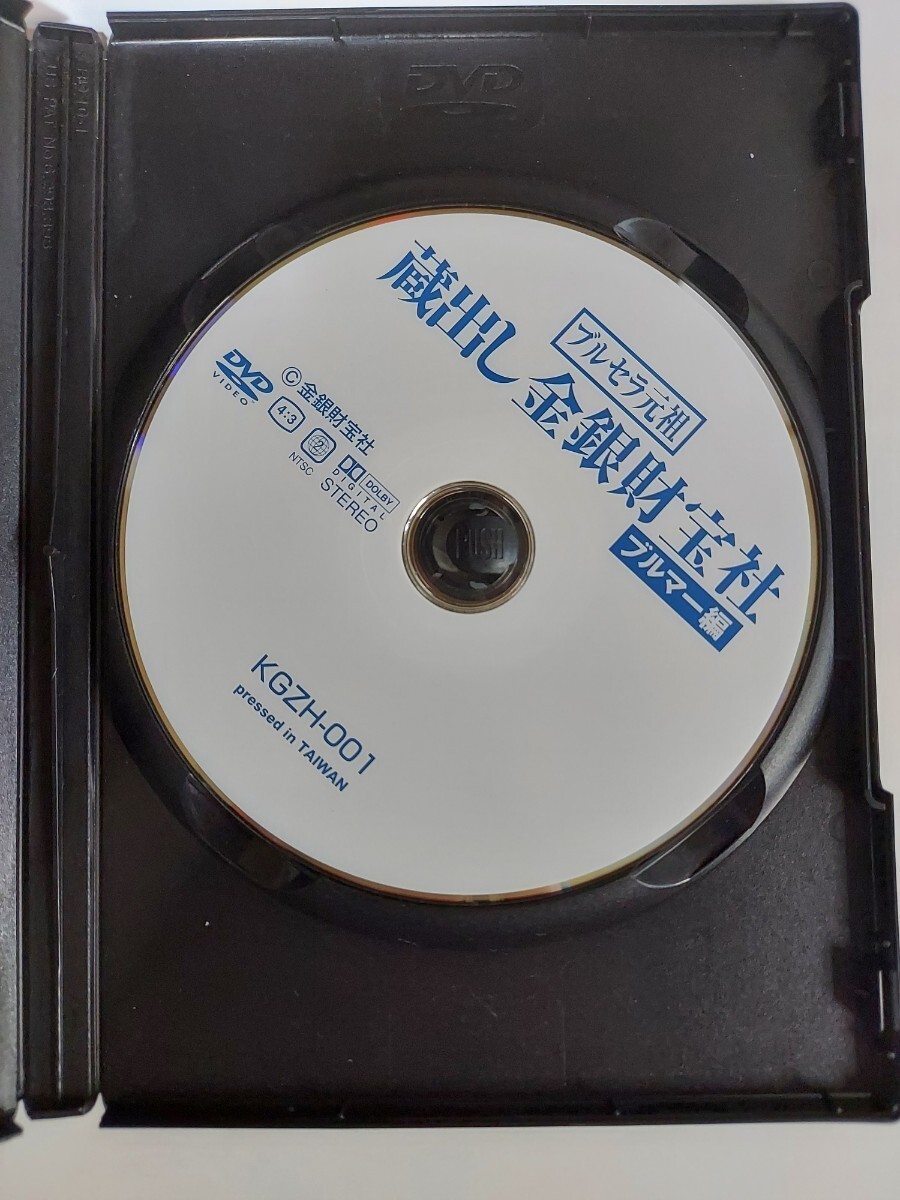 DVD
ブルセラ元祖
蔵出し 金銀財宝社
ブルマー編
DVD
VIDEO
© 金銀財宝社
4:3
2
NTSC
DOLBY
DIGITAL
STEREO
PUSH
KGZH-001
pressed in TAIWAN